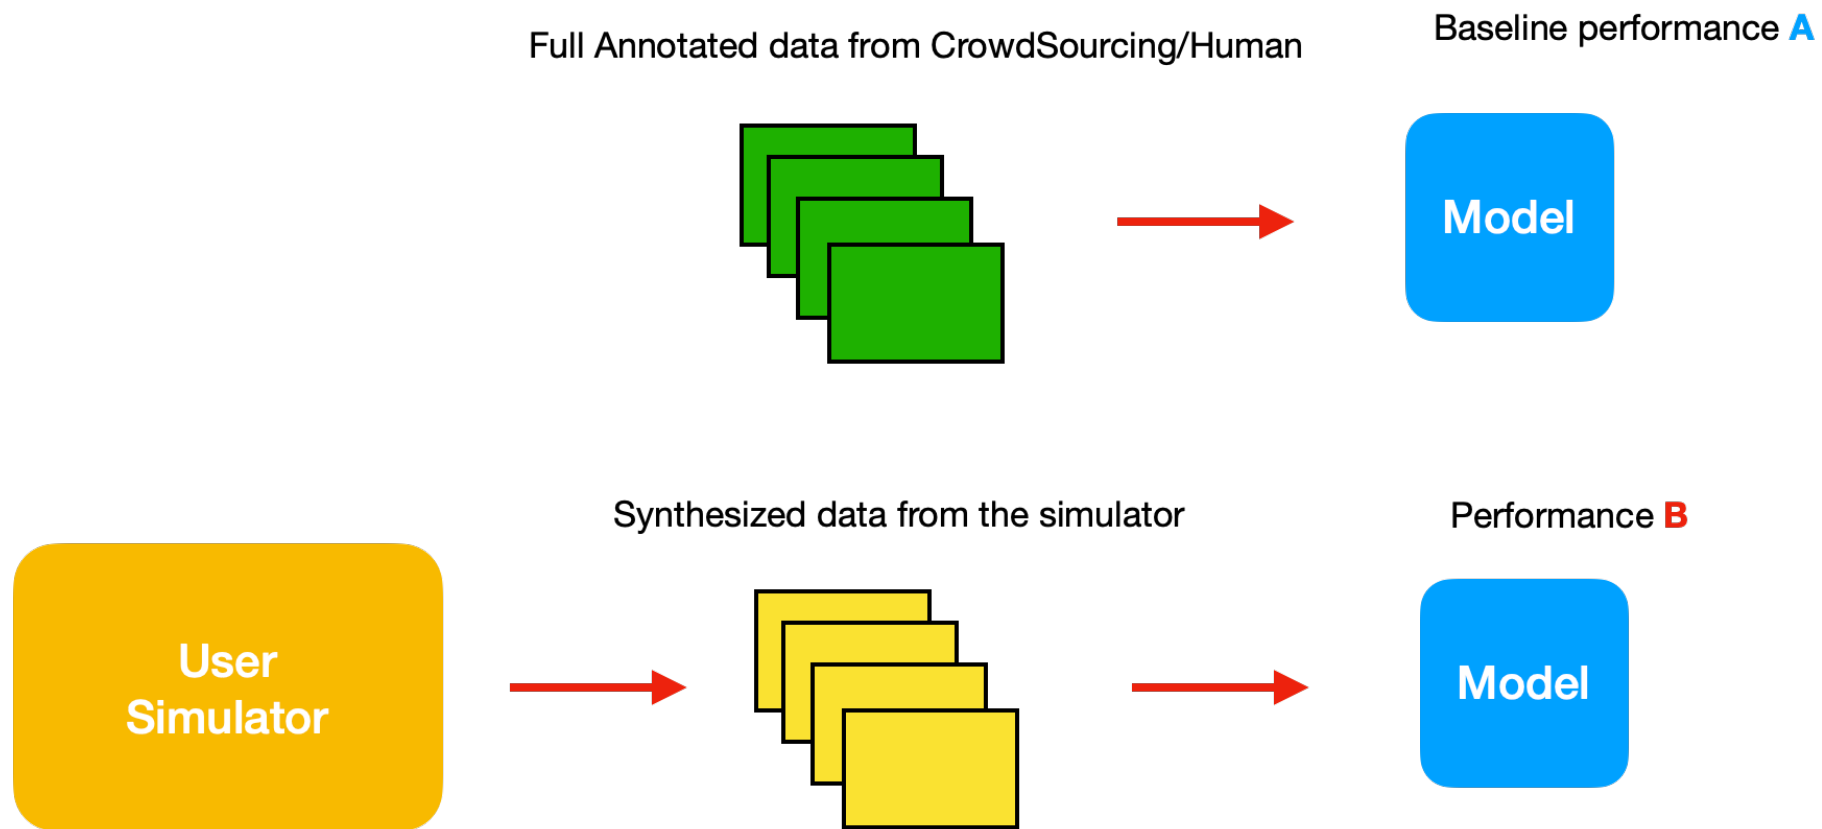 Full Annotated data from CrowdSourcing/Human
Baseline performance A
Model
Synthesized data from the simulator
Performance B
User
Simulator
Model